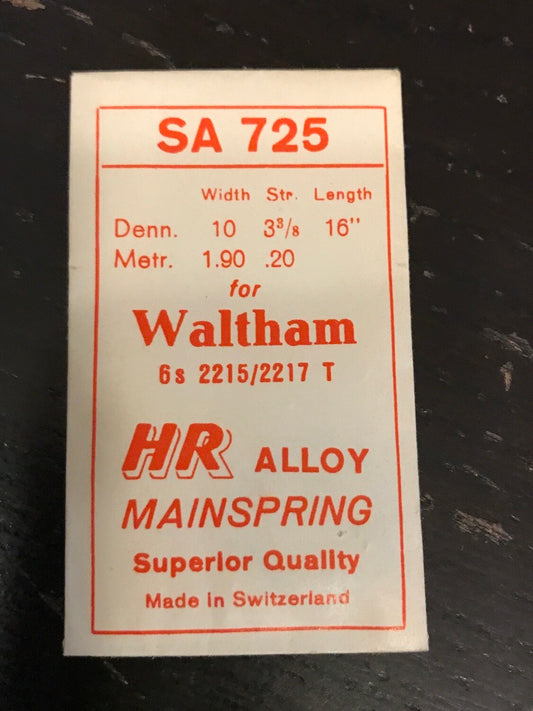 SA 725
Width Str. Length
Denn. 10 3³/₈ 16"
Metr. 1.90 .20
for
Waltham
6s 2215/2217 T
HR ALLOY
MAINSPRING
Superior Quality
Made in Switzerland